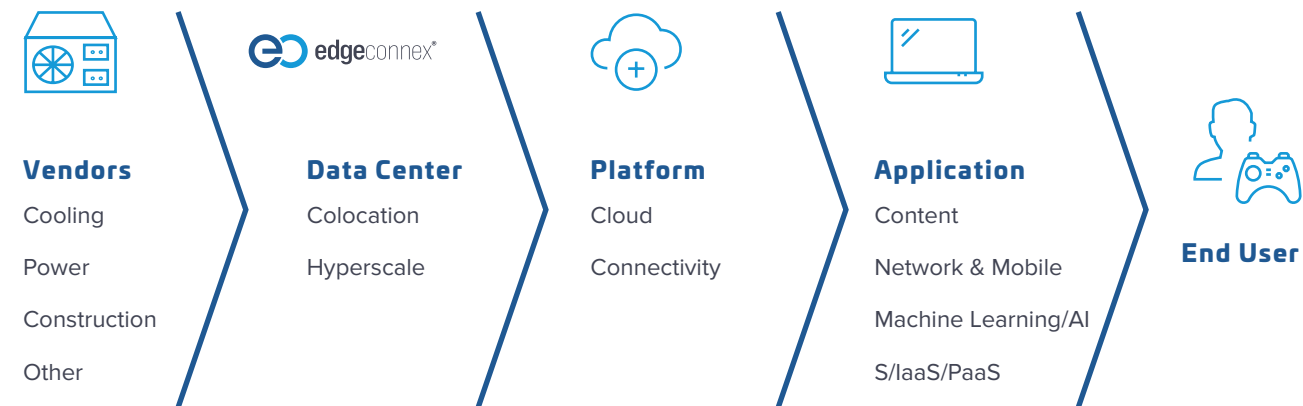 edgeconnex®
Vendors
Cooling
Power
Construction
Other
Data Center
Colocation
Hyperscale
Platform
Cloud
Connectivity
Application
Content
Network & Mobile
Machine Learning/AI
S/IaaS/PaaS
End User